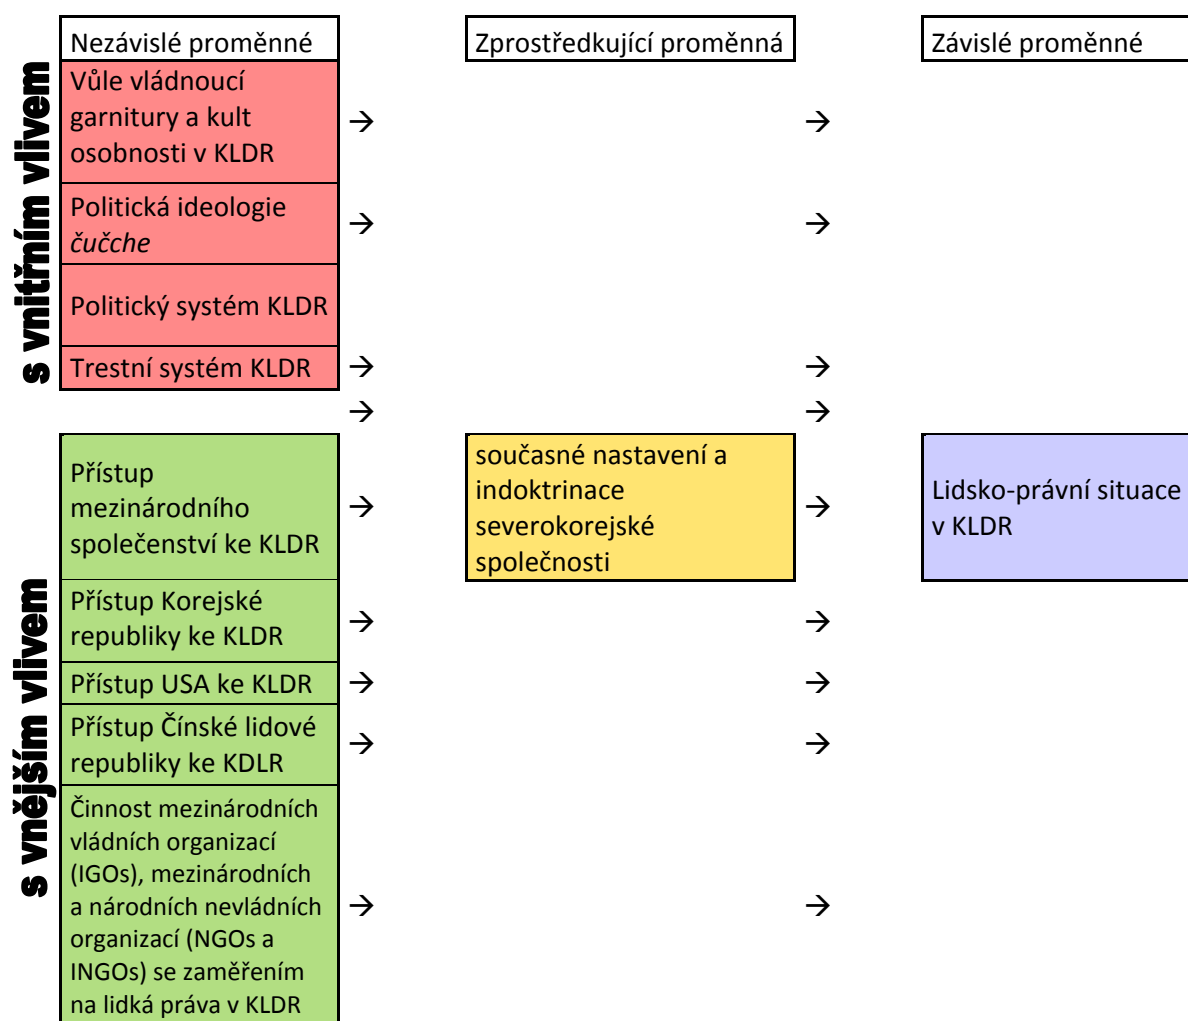 Nezávislé proměnné
Zprostředkující proměnná
Závislé proměnné
s vnitřním vlivem
Vůle vládnoucí
garnitury a kult
osobnosti v KLDR
→
→
Politická ideologie
čučche
→
→
Politický systém KLDR
Trestní systém KLDR
→
→
→
→
s vnějším vlivem
Přístup
mezinárodního
společenství ke KLDR
→
současné nastavení a
indoktrinace
severokorejské
společnosti
→
Lidsko-právní situace
v KLDR
Přístup Korejské
republiky ke KLDR
→
→
Přístup USA ke KLDR
→
→
Přístup Čínské lidové
republiky ke KDLR
→
→
Činnost mezinárodních
vládních organizací
(IGOs), mezinárodních
a národních nevládních
organizací (NGOs a
INGOs) se zaměřením
na lidká práva v KLDR
→
→